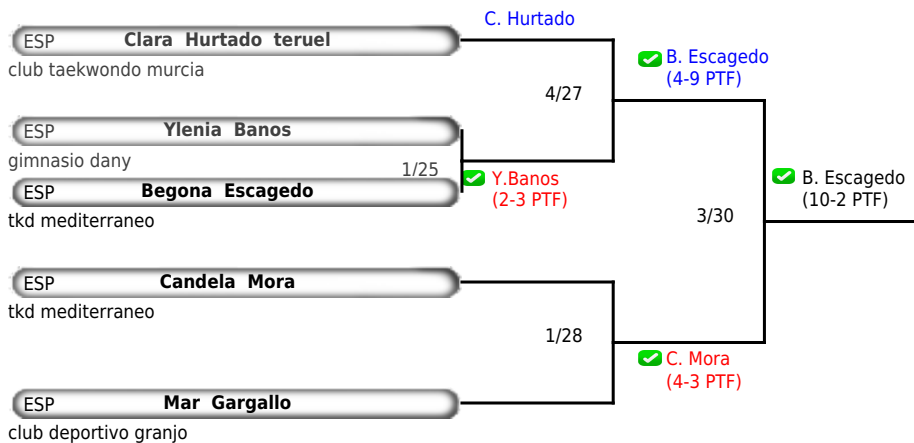 C. Hurtado
ESP Clara Hurtado teruel
club taekwondo murcia
B. Escagedo
(4-9 PTF)
4/27
ESP Ylenia Banos
gimnasio dany
1/25
Y.Banos
(2-3 PTF)
ESP Begona Escagedo
tkd mediterraneo
B. Escagedo
(10-2 PTF)
3/30
ESP Candela Mora
tkd mediterraneo
1/28
C. Mora
(4-3 PTF)
ESP Mar Gargallo
club deportivo granjo